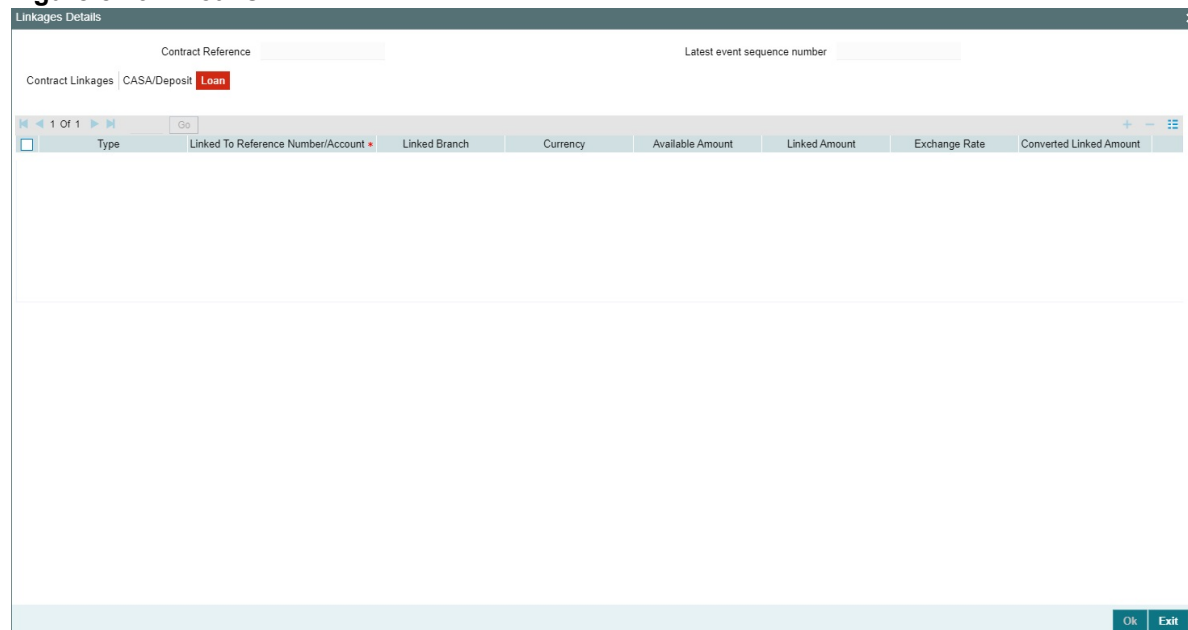 Linkages Details
Contract Reference Latest event sequence number
Contract Linkages CASA/Deposit Loan
1 Of 1 Go
Type Linked To Reference Number/Account * Linked Branch Currency Available Amount Linked Amount Exchange Rate Converted Linked Amount
Ok Exit